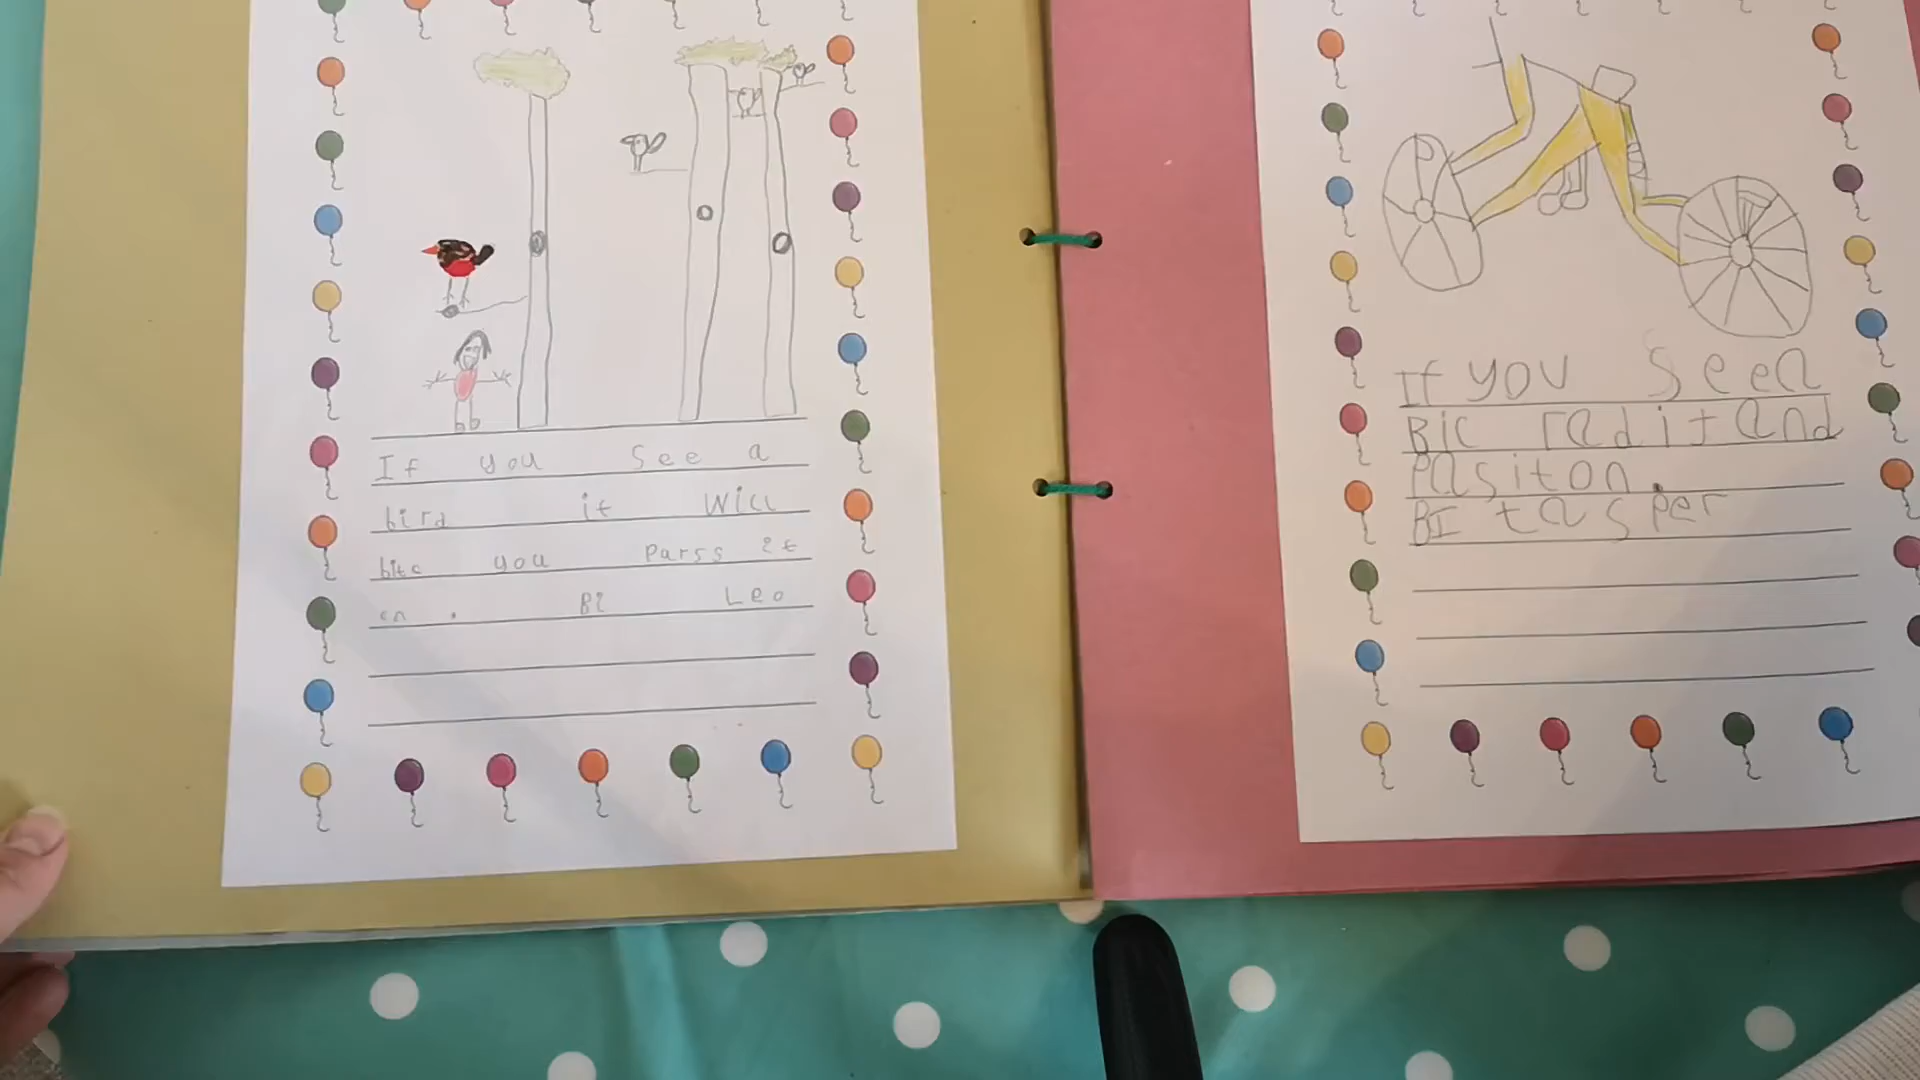 If you see a
bird it will
bite you Parss it
on. BI Leo
If you seea
Bic radit and
Pasiton.
BI tasper